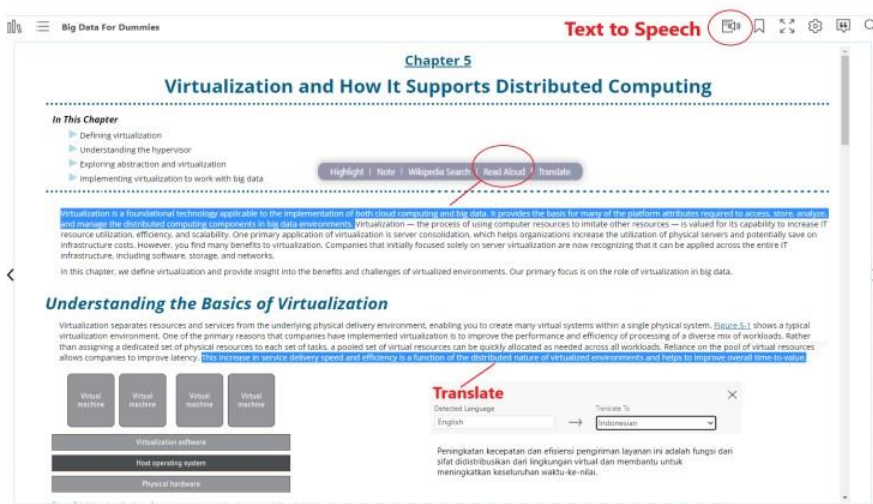 Big Data For Dummies
Text to Speech
Chapter 5
Virtualization and How It Supports Distributed Computing
In This Chapter
Defining virtualization
Understanding the hypervisor
Exploring abstraction and virtualization
Implementing virtualization to work with big data
Highlight | Note | Wikipedia Search | Read Aloud | Translate
Virtualization is a foundational technology applicable to the implementation of both cloud computing and big data. It provides the basis for many of the platform attributes required to access, store, analyze,
and manage the distributed computing components in big data environments. Virtualization — the process of using computer resources to imitate other resources — is valued for its capability to increase IT
resource utilization, efficiency, and scalability. One primary application of virtualization is server consolidation, which helps organizations increase the utilization of physical servers and potentially save on
infrastructure costs. However, you find many benefits to virtualization. Companies that initially focused solely on server virtualization are now recognizing that it can be applied across the entire IT
infrastructure, including software, storage, and networks.
In this chapter, we define virtualization and provide insight into the benefits and challenges of virtualized environments. Our primary focus is on the role of virtualization in big data.
Understanding the Basics of Virtualization
Virtualization separates resources and services from the underlying physical delivery environment, enabling you to create many virtual systems within a single physical system. Figure 5-1 shows a typical
virtualization environment. One of the primary reasons that companies have implemented virtualization is to improve the performance and efficiency of processing of a diverse mix of workloads. Rather
than assigning a dedicated set of physical resources to each set of tasks, a pooled set of virtual resources can be quickly allocated as needed across all workloads. Reliance on the pool of virtual resources
allows companies to improve latency. This increase in service delivery speed and efficiency is a function of the distributed nature of virtualized environments and helps to improve overall time-to-value.
Virtual machine
Virtual machine
Virtual machine
Virtual machine
Virtualization software
Host operating system
Physical hardware
Translate
Detected Language
Translate To
English
Indonesian
Peningkatan kecepatan dan efisiensi pengiriman layanan ini adalah fungsi dari
sifat didistribusikan dari lingkungan virtual dan membantu untuk
meningkatkan keseluruhan waktu-ke-nilai.